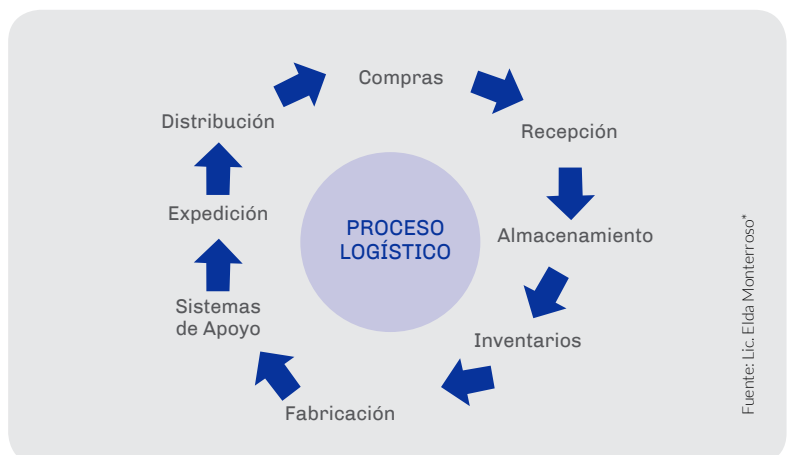 Compras
Recepción
Almacenamiento
Inventarios
Fabricación
Sistemas
de Apoyo
Expedición
Distribución
PROCESO
LOGÍSTICO
Fuente: Lic. Elda Monterroso*